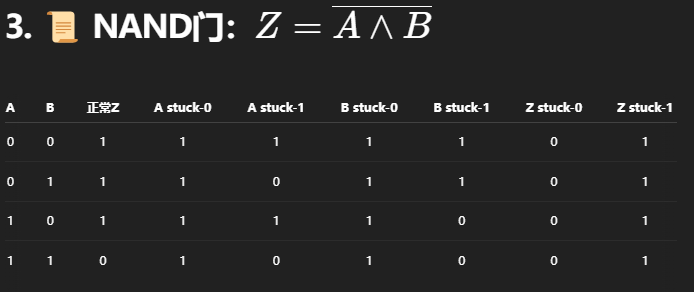 3. 📜 NAND门: Z = \overline{A ∧ B}
A B 正常Z A stuck-0 A stuck-1 B stuck-0 B stuck-1 Z stuck-0 Z stuck-1
0 0 1 1 1 1 1 0 1
0 1 1 1 0 1 1 0 1
1 0 1 1 1 1 0 0 1
1 1 0 1 0 1 0 0 1